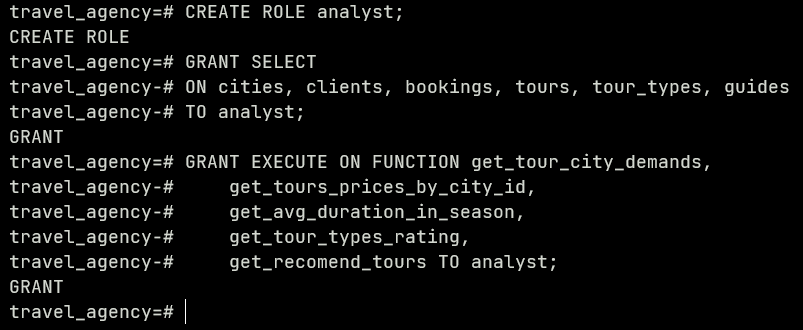 travel_agency=# CREATE ROLE analyst;
CREATE ROLE
travel_agency=# GRANT SELECT
travel_agency-# ON cities, clients, bookings, tours, tour_types, guides
travel_agency-# TO analyst;
GRANT
travel_agency=# GRANT EXECUTE ON FUNCTION get_tour_city_demands,
travel_agency-#     get_tours_prices_by_city_id,
travel_agency-#     get_avg_duration_in_season,
travel_agency-#     get_tour_types_rating,
travel_agency-#     get_recomend_tours TO analyst;
GRANT
travel_agency=#